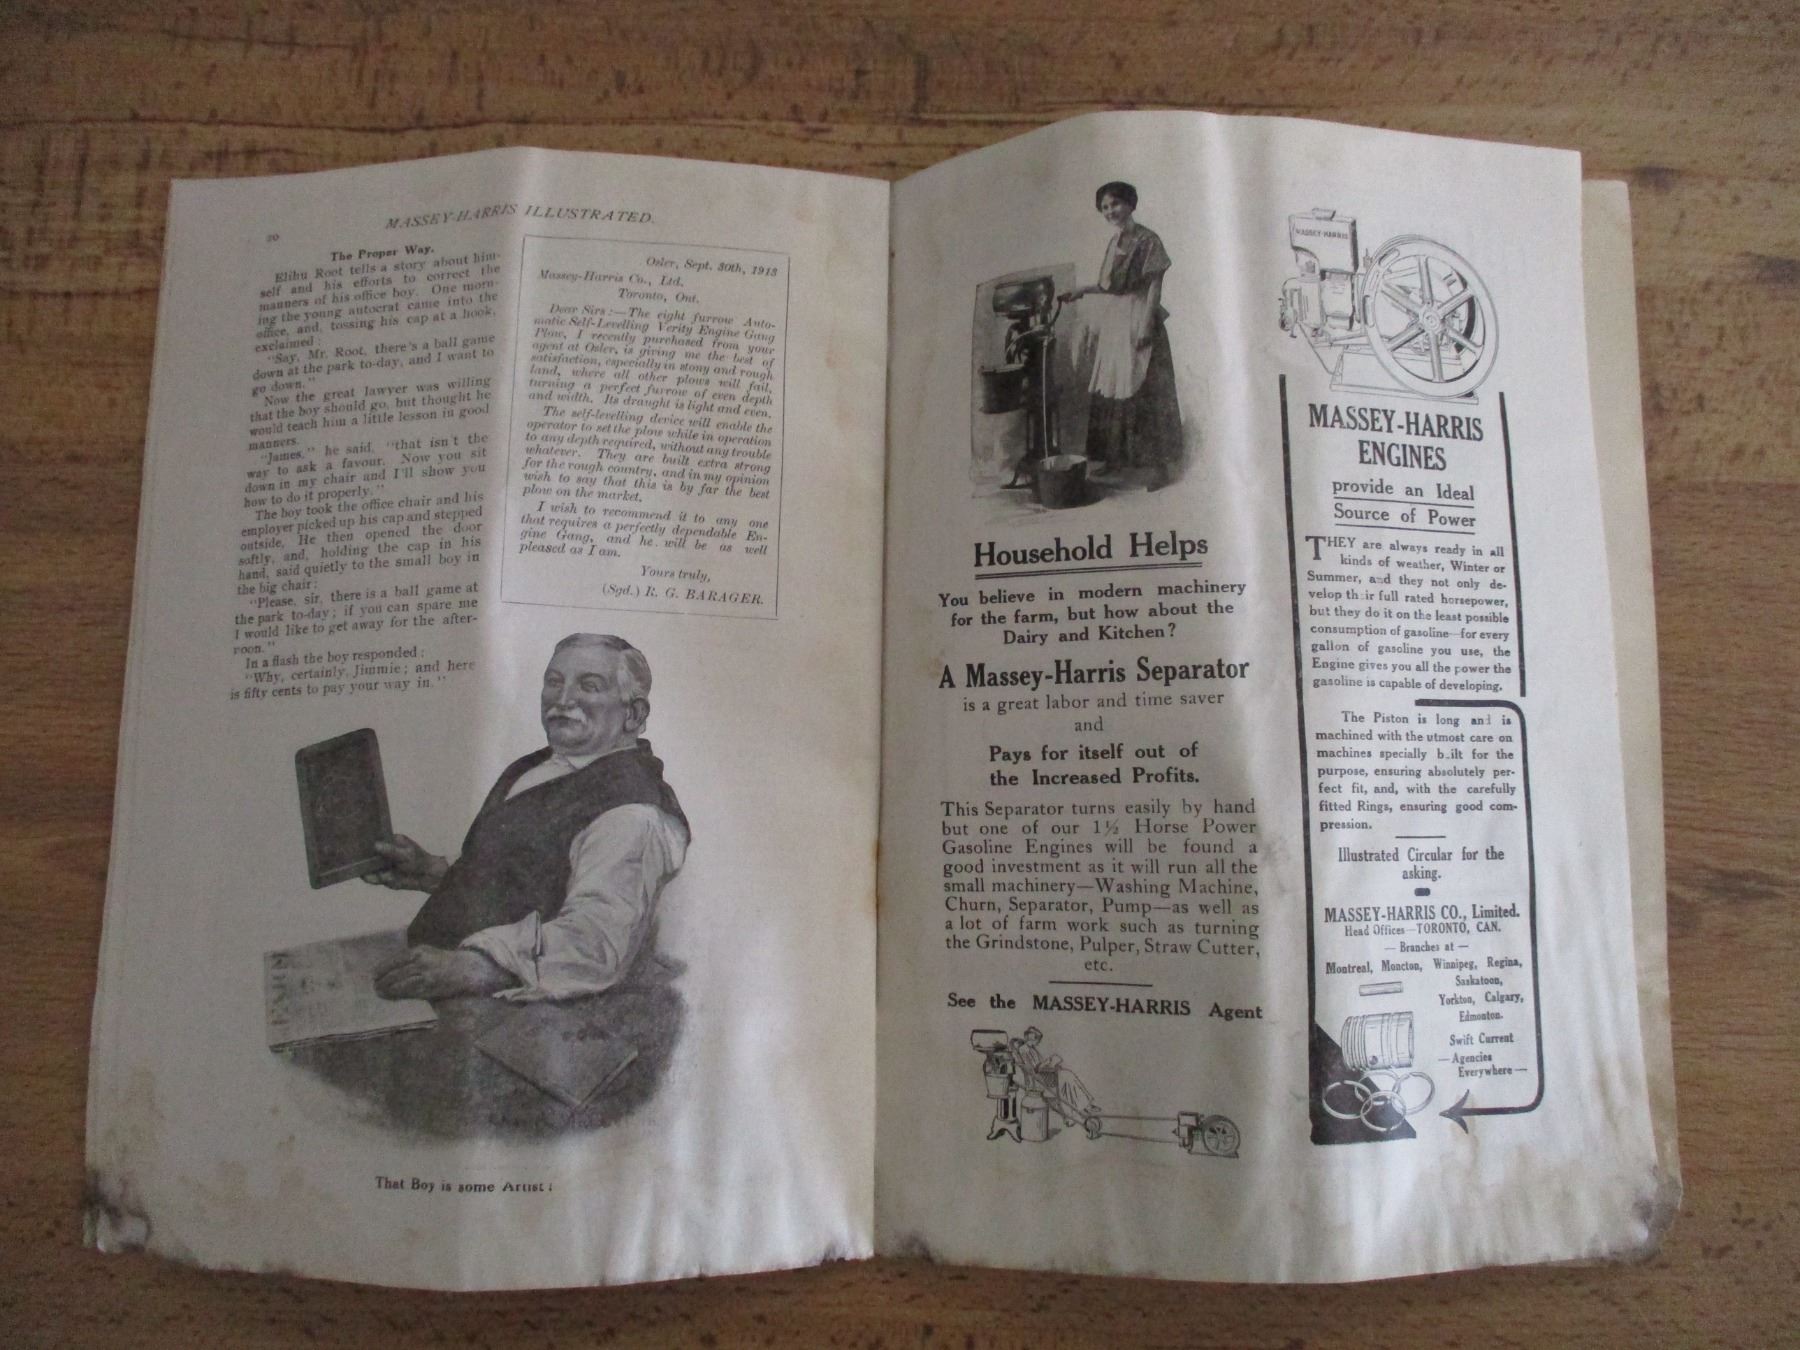 20
MASSEY-HARRIS ILLUSTRATED.
The Proper Way.
Elihu Root tells a story about him-
self and his efforts to correct the
manners of his office boy. One morn-
ing the young autocrat came into the
office, and, tossing his cap at a hook,
exclaimed:
"Say, Mr. Root, there's a ball game
down at the park to-day, and I want to
go down."
Now the great lawyer was willing
that the boy should go, but thought he
would teach him a little lesson in good
manners.
"James," he said, "that isn't the
way to ask a favour. Now you sit
down in my chair and I'll show you
how to do it properly."
The boy took the office chair and his
employer picked up his cap and stepped
outside. He then opened the door
softly, and, holding the cap in his
hand, said quietly to the small boy in
the big chair:
"Please, sir, there is a ball game at
the park to-day; if you can spare me
I would like to get away for the after-
noon."
In a flash the boy responded:
"Why, certainly, Jimmie; and here
is fifty cents to pay your way in."
Osler, Sept. 30th, 1913
Massey-Harris Co., Ltd.
Toronto, Ont.
Dear Sirs:—The eight furrow Auto-
matic Self-Levelling Verity Engine Gang
Plow, I recently purchased from your
agent at Osler, is giving me the best of
satisfaction, especially in stony and rough
land, where all other plows will fail,
turning a perfect furrow of even depth
and width. Its draught is light and even.
The self-levelling device will enable the
operator to set the plow while in operation
to any depth required, without any trouble
whatever. They are built extra strong
for the rough country, and in my opinion
wish to say that this is by far the best
plow on the market.
I wish to recommend it to any one
that requires a perfectly dependable En-
gine Gang, and he will be as well
pleased as I am.
Yours truly,
(Sgd.) R. G. BARAGER.
FARM
That Boy is some Artist!
Household Helps
You believe in modern machinery
for the farm, but how about the
Dairy and Kitchen?
A Massey-Harris Separator
is a great labor and time saver
and
Pays for itself out of
the Increased Profits.
This Separator turns easily by hand
but one of our 1½ Horse Power
Gasoline Engines will be found a
good investment as it will run all the
small machinery—Washing Machine,
Churn, Separator, Pump—as well as
a lot of farm work such as turning
the Grindstone, Pulper, Straw Cutter,
etc.
See the MASSEY-HARRIS Agent
MASSEY-HARRIS
MASSEY-HARRIS
ENGINES
provide an Ideal
Source of Power
THEY are always ready in all
kinds of weather, Winter or
Summer, and they not only de-
velop their full rated horsepower,
but they do it on the least possible
consumption of gasoline—for every
gallon of gasoline you use, the
Engine gives you all the power the
gasoline is capable of developing.
The Piston is long and is
machined with the utmost care on
machines specially built for the
purpose, ensuring absolutely per-
fect fit, and, with the carefully
fitted Rings, ensuring good com-
pression.
Illustrated Circular for the
asking.
MASSEY-HARRIS CO., Limited.
Head Offices—TORONTO, CAN.
— Branches at —
Montreal, Moncton, Winnipeg, Regina,
Saskatoon,
Yorkton, Calgary,
Edmonton.
Swift Current
— Agencies
Everywhere —